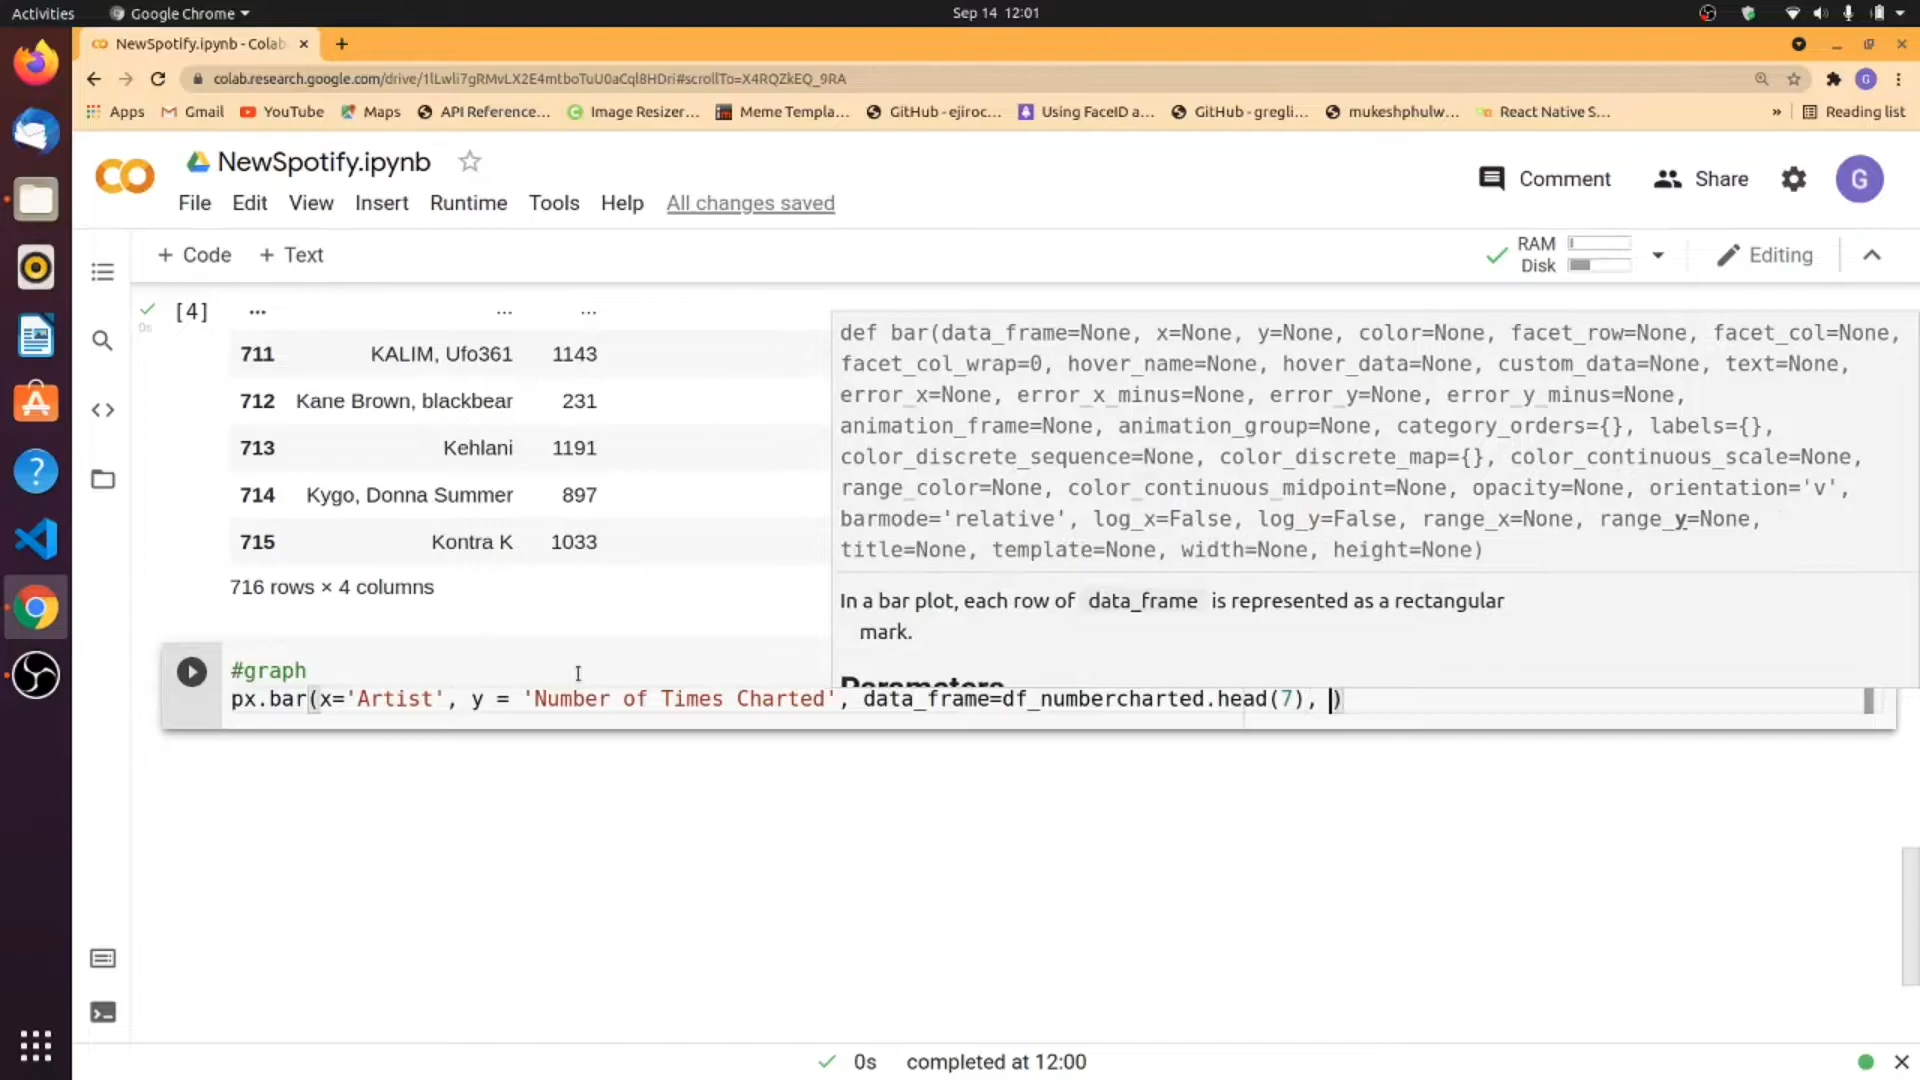 Activities Google Chrome Sep 14 12:01
NewSpotify.ipynb - Colab
colab.research.google.com/drive/1lLwli7gRMvLX2E4mtboTuU0aCql8HDri#scrollTo=X4RQZkEQ_9RA G
Apps Gmail YouTube Maps API Reference... Image Resizer... Meme Templa... GitHub - ejiroc... Using FaceID a... GitHub - gregli... mukeshphulw... React Native S... » Reading list
NewSpotify.ipynb
Comment Share G
File Edit View Insert Runtime Tools Help All changes saved
+ Code + Text RAM Disk Editing
0s [4] ... ... ...
711 KALIM, Ufo361 1143
712 Kane Brown, blackbear 231
713 Kehlani 1191
714 Kygo, Donna Summer 897
715 Kontra K 1033
716 rows × 4 columns
def bar(data_frame=None, x=None, y=None, color=None, facet_row=None, facet_col=None,
facet_col_wrap=0, hover_name=None, hover_data=None, custom_data=None, text=None,
error_x=None, error_x_minus=None, error_y=None, error_y_minus=None,
animation_frame=None, animation_group=None, category_orders={}, labels={},
color_discrete_sequence=None, color_discrete_map={}, color_continuous_scale=None,
range_color=None, color_continuous_midpoint=None, opacity=None, orientation='v',
barmode='relative', log_x=False, log_y=False, range_x=None, range_y=None,
title=None, template=None, width=None, height=None)
In a bar plot, each row of data_frame is represented as a rectangular
mark.
Parameters
#graph
px.bar(x='Artist', y = 'Number of Times Charted', data_frame=df_numbercharted.head(7), )
0s completed at 12:00